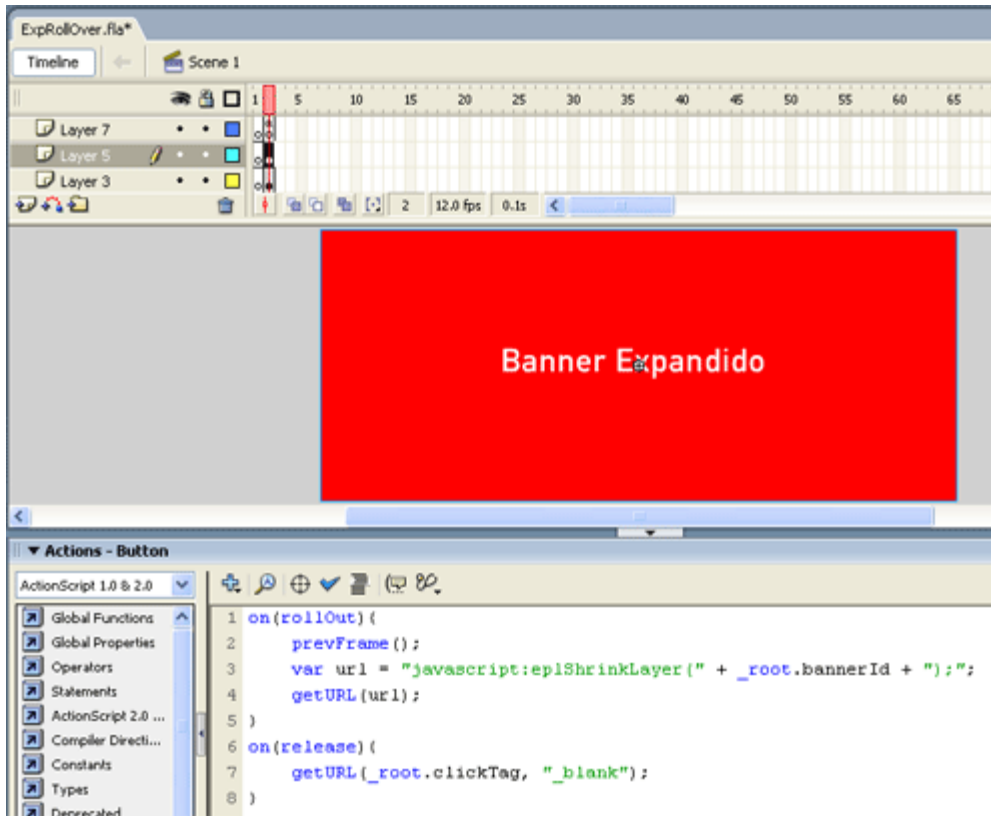 ExpRollOver.fla*
Timeline Scene 1
1 5 10 15 20 25 30 35 40 45 50 55 60 65
Layer 7
Layer 5
Layer 3
2 12.0 fps 0.1s
Banner Expandido
Actions - Button
ActionScript 1.0 & 2.0
Global Functions
Global Properties
Operators
Statements
ActionScript 2.0 ...
Compiler Directi...
Constants
Types
Deprecated
1 on(rollOut){
2 prevFrame();
3 var url = "javascript:eplShrinkLayer(" + _root.bannerId + ");";
4 getURL(url);
5 }
6 on(release){
7 getURL(_root.clickTag, "_blank");
8 }